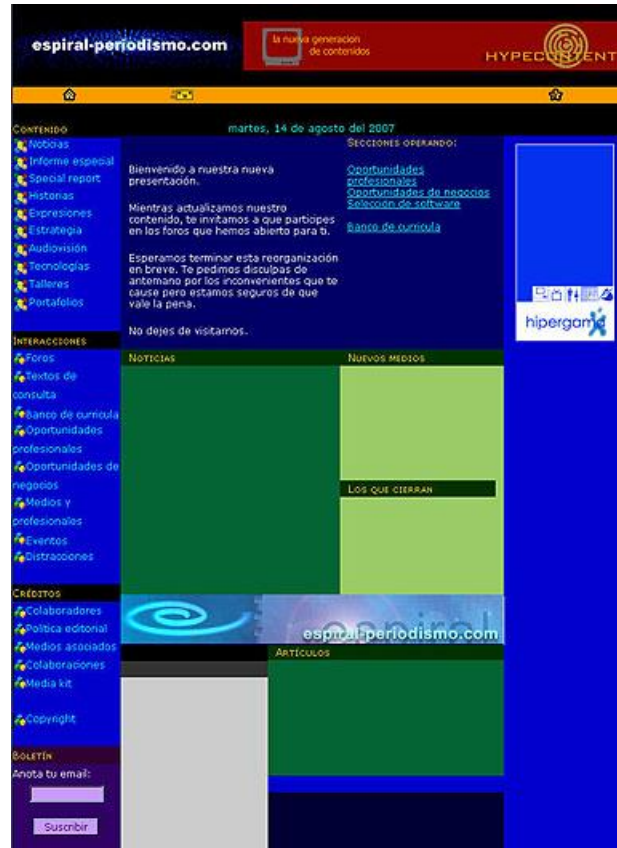 espiral-periodismo.com
la nueva generacion
de contenidos
HYPECONTENT
martes, 14 de agosto del 2007
CONTENIDO
Noticias
Informe especial
Special report
Historias
Expresiones
Estrategia
Audiovisión
Tecnologías
Talleres
Portafolios
INTERACCIONES
Foros
Textos de
consulta
Banco de curricula
Oportunidades
profesionales
Oportunidades de
negocios
Medios y
profesionales
Eventos
Distracciones
CRÉDITOS
Colaboradores
Política editorial
Medios asociados
Colaboraciones
Media kit
Copyright
BOLETÍN
Anota tu email:
Suscribir
Bienvenido a nuestra nueva
presentación.
Mientras actualizamos nuestro
contenido, te invitamos a que participes
en los foros que hemos abierto para ti.
Esperamos terminar esta reorganización
en breve. Te pedimos disculpas de
antemano por los inconvenientes que te
cause pero estamos seguros de que
vale la pena.
No dejes de visitarnos.
SECCIONES OPERANDO:
Oportunidades
profesionales
Oportunidades de negocios
Selección de software
Banco de curricula
NOTICIAS
NUEVOS MEDIOS
LOS QUE CIERRAN
espiral
espiral-periodismo.com
ARTÍCULOS
hipergama